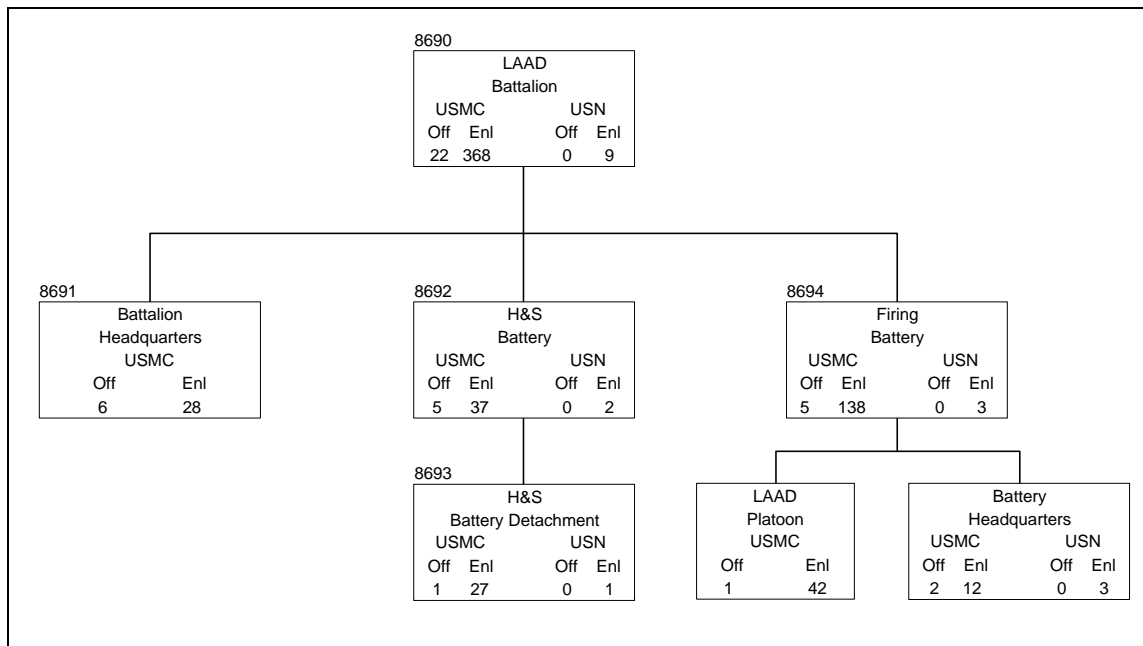 8690
LAAD
Battalion
USMC USN
Off Enl Off Enl
22 368 0 9
8691
Battalion
Headquarters
USMC
Off Enl
6 28
8692
H&S
Battery
USMC USN
Off Enl Off Enl
5 37 0 2
8694
Firing
Battery
USMC USN
Off Enl Off Enl
5 138 0 3
8693
H&S
Battery Detachment
USMC USN
Off Enl Off Enl
1 27 0 1
LAAD
Platoon
USMC
Off Enl
1 42
Battery
Headquarters
USMC USN
Off Enl Off Enl
2 12 0 3